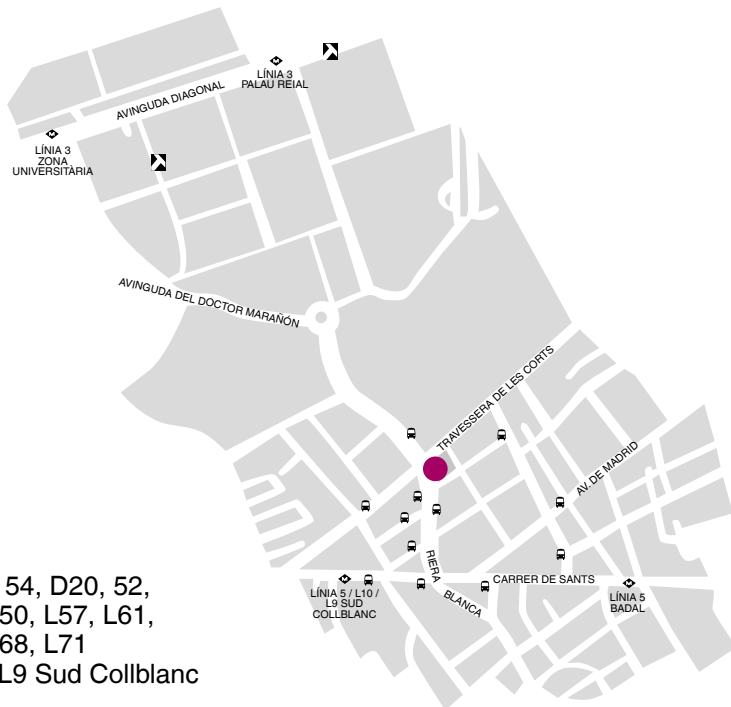 LÍNIA 3
PALAU REIAL
AVINGUDA DIAGONAL
LÍNIA 3
ZONA
UNIVERSITÀRIA
AVINGUDA DEL DOCTOR MARAÑÓN
TRAVESSERA DE LES CORTS
AV. DE MADRID
RIERA
BLANCA
CARRER DE SANTS
LÍNIA 5 / L10 /
L9 SUD
COLLBLANC
LÍNIA 5
BADAL
54, D20, 52,
50, L57, L61,
68, L71
L9 Sud Collblanc